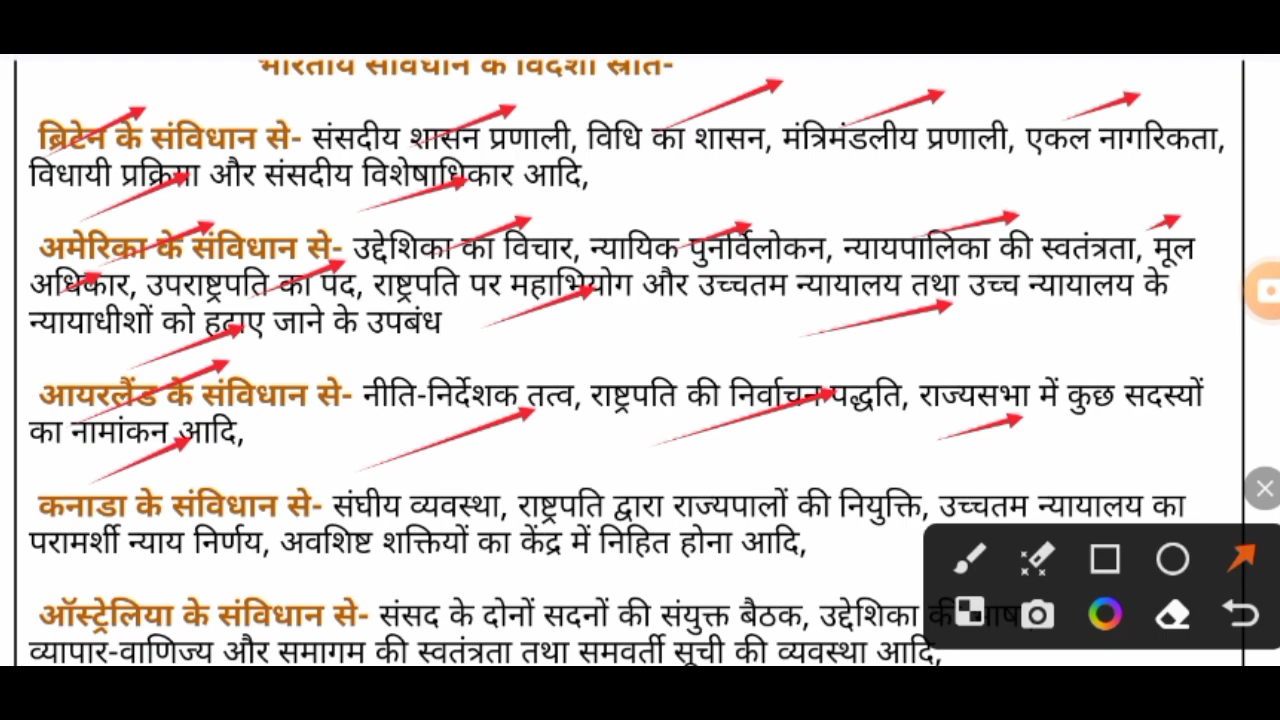 भारतीय संविधान के विदेशी स्रोत-
ब्रिटेन के संविधान से- संसदीय शासन प्रणाली, विधि का शासन, मंत्रिमंडलीय प्रणाली, एकल नागरिकता,
विधायी प्रक्रिया और संसदीय विशेषाधिकार आदि,
अमेरिका के संविधान से- उद्देशिका का विचार, न्यायिक पुनर्विलोकन, न्यायपालिका की स्वतंत्रता, मूल
अधिकार, उपराष्ट्रपति का पद, राष्ट्रपति पर महाभियोग और उच्चतम न्यायालय तथा उच्च न्यायालय के
न्यायाधीशों को हटाए जाने के उपबंध
आयरलैंड के संविधान से- नीति-निर्देशक तत्व, राष्ट्रपति की निर्वाचन पद्धति, राज्यसभा में कुछ सदस्यों
का नामांकन आदि,
कनाडा के संविधान से- संघीय व्यवस्था, राष्ट्रपति द्वारा राज्यपालों की नियुक्ति, उच्चतम न्यायालय का
परामर्शी न्याय निर्णय, अवशिष्ट शक्तियों का केंद्र में निहित होना आदि,
ऑस्ट्रेलिया के संविधान से- संसद के दोनों सदनों की संयुक्त बैठक, उद्देशिका की
व्यापार-वाणिज्य और समागम की स्वतंत्रता तथा समवर्ती सूची की व्यवस्था आदि,